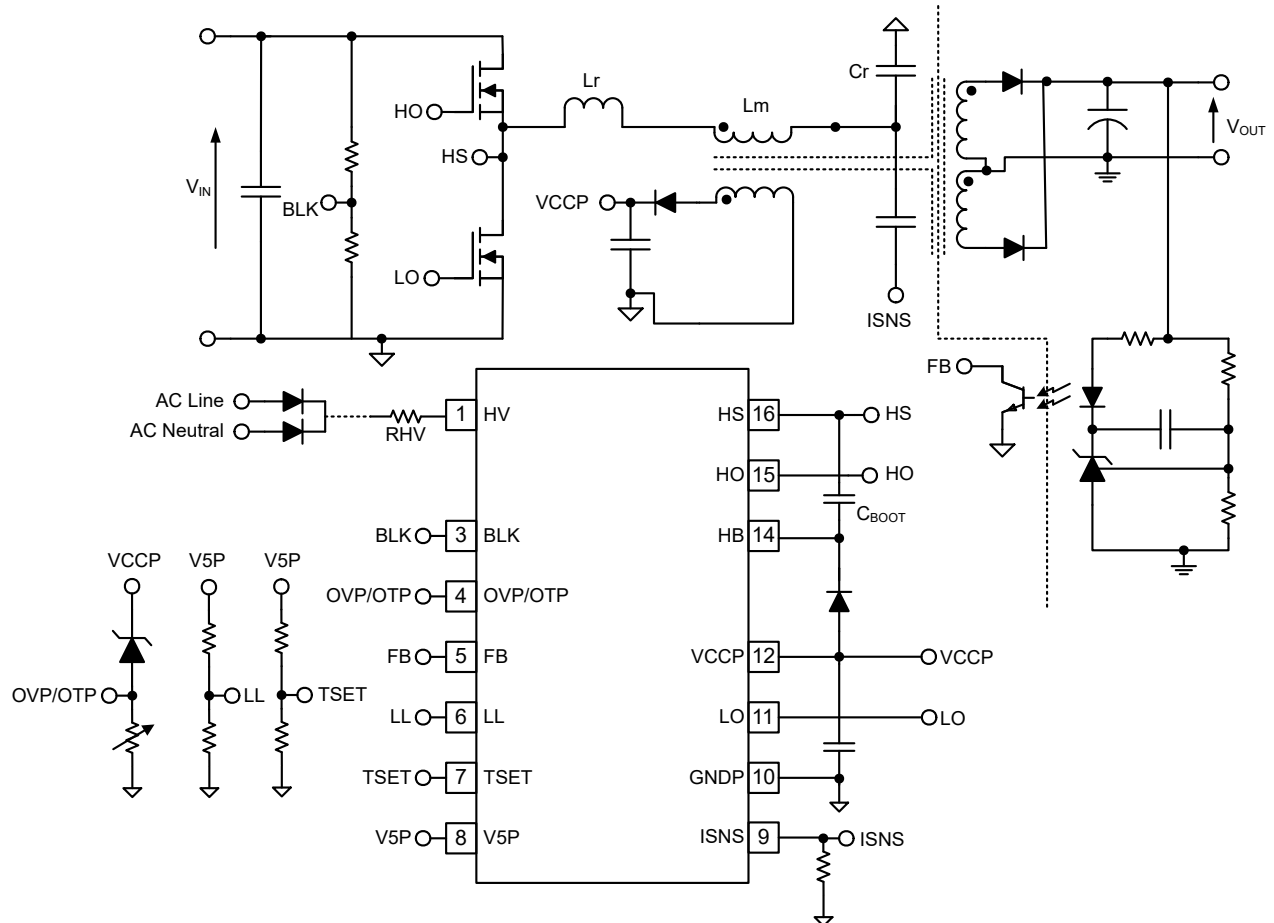 Lr
Lm
Cr
HO
HS
V_IN
BLK
LO
VCCP
ISNS
V_OUT
FB
AC Line
AC Neutral
RHV
1 HV
HS 16
HS
HO 15
HO
C_BOOT
BLK 3 BLK
HB 14
OVP/OTP 4 OVP/OTP
FB 5 FB
VCCP 12
VCCP
LL 6 LL
LO 11
LO
TSET 7 TSET
GNDP 10
V5P 8 V5P
ISNS 9
ISNS
VCCP
V5P
V5P
OVP/OTP
LL
TSET